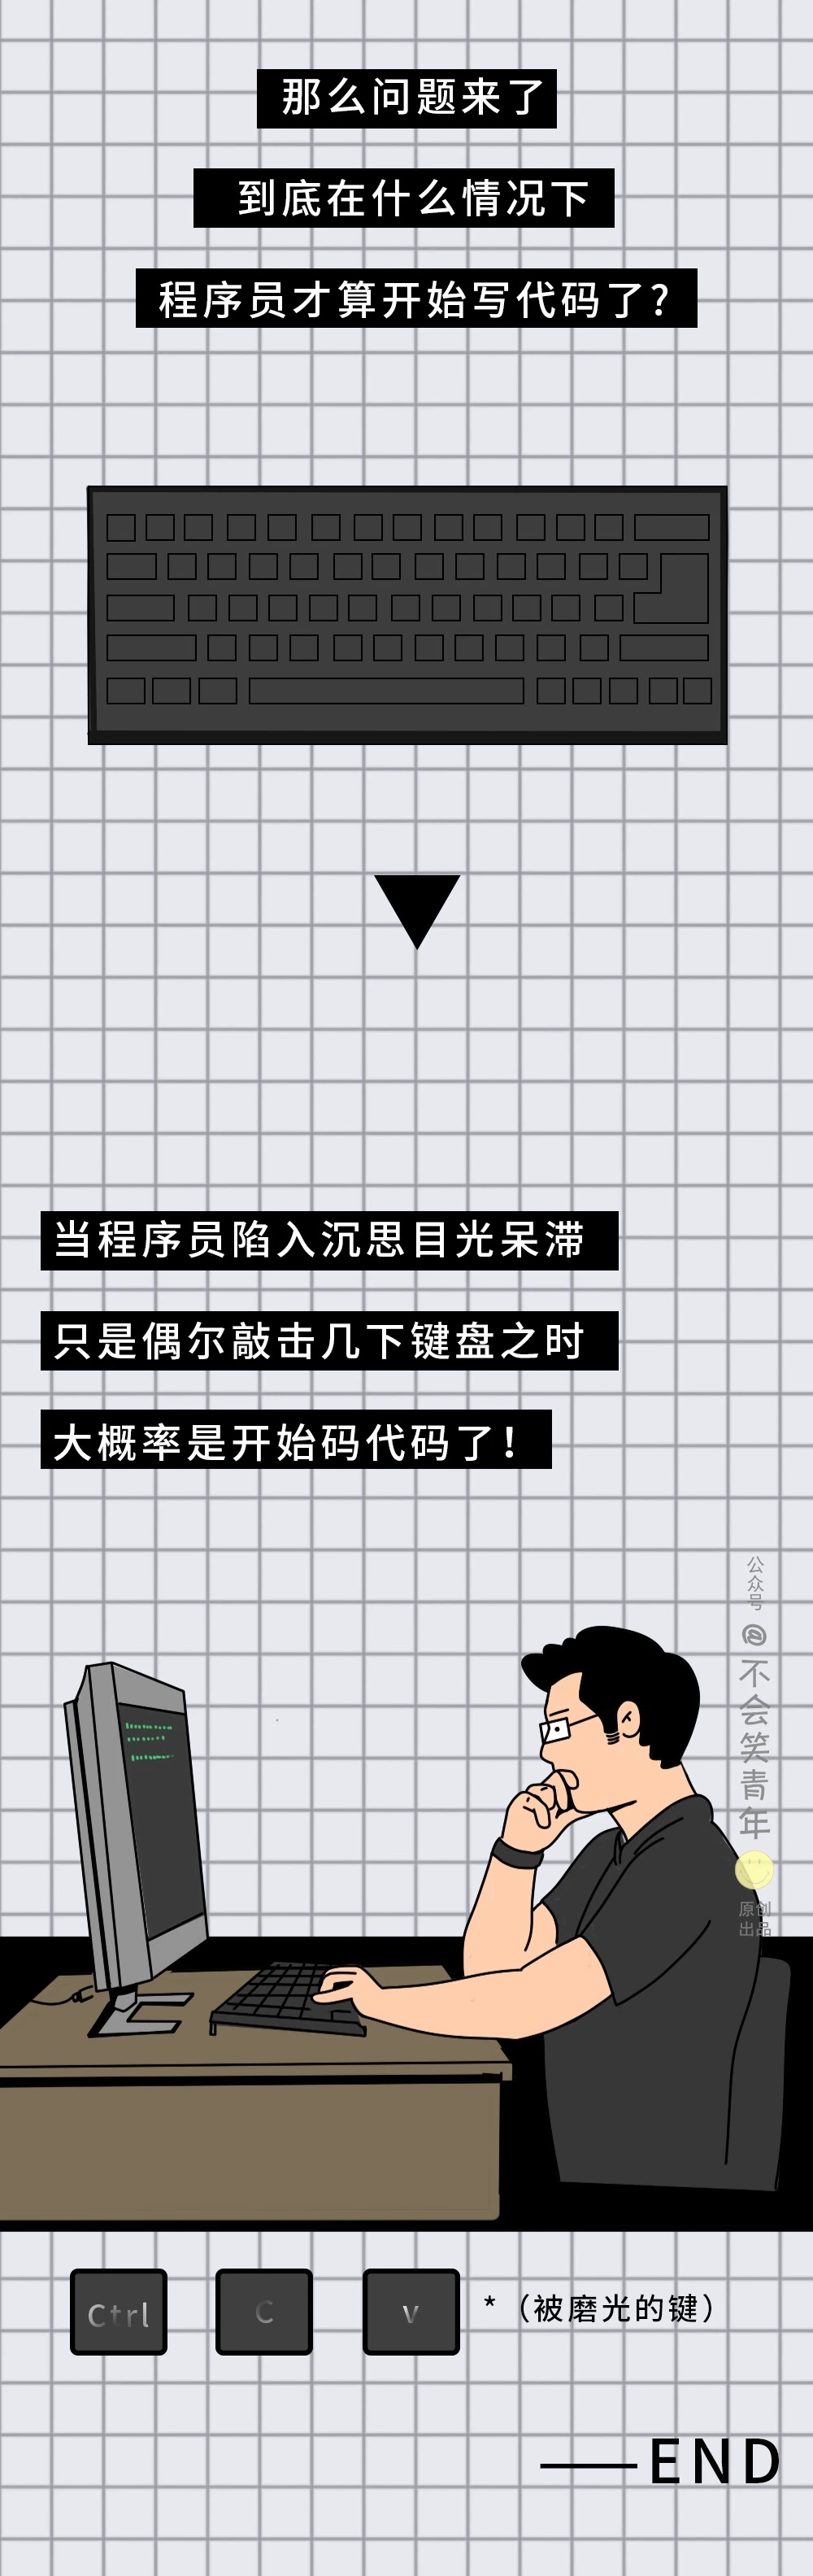 那么问题来了
到底在什么情况下
程序员才算开始写代码了?
当程序员陷入沉思目光呆滞
只是偶尔敲击几下键盘之时
大概率是开始码代码了!
公众号
@不会笑青年
原创
出品
Ctrl C v *（被磨光的键）
——END